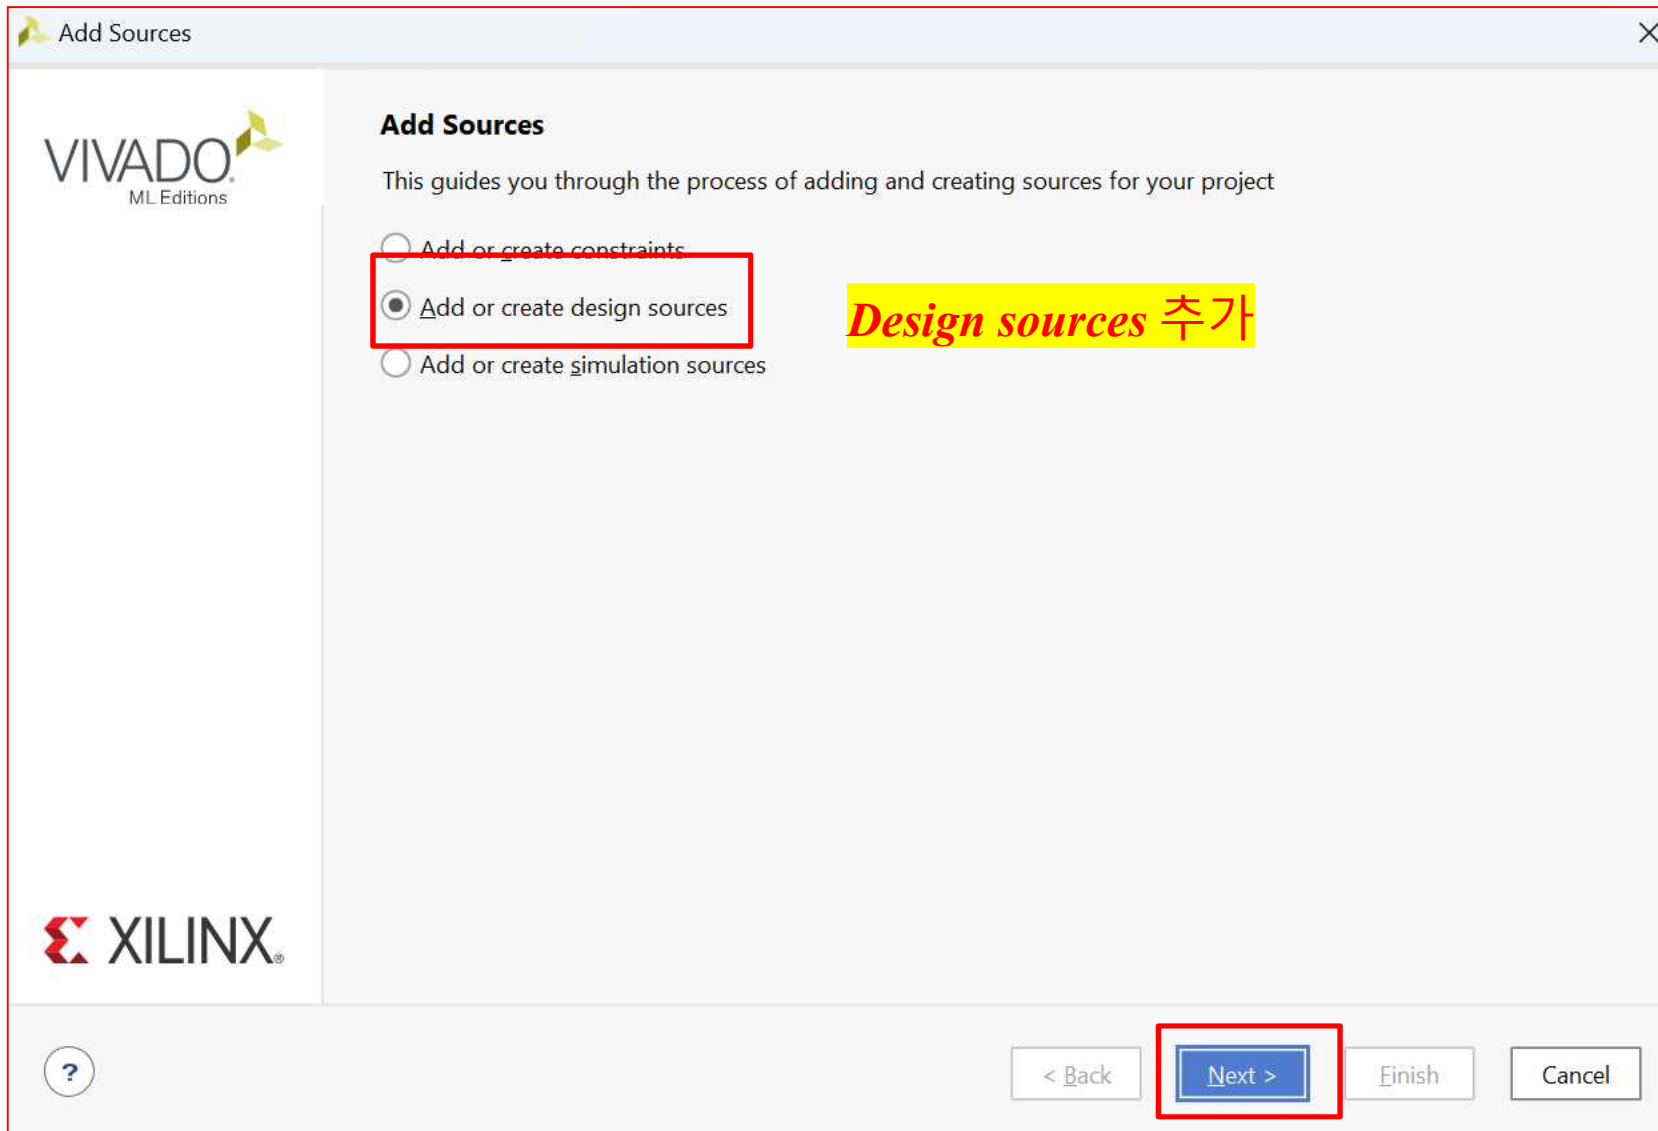 Add Sources
VIVADO.
ML Editions
Add Sources
This guides you through the process of adding and creating sources for your project
Add or create constraints
Add or create design sources
Design sources 추가
Add or create simulation sources
XILINX®
?
< Back
Next >
Finish
Cancel